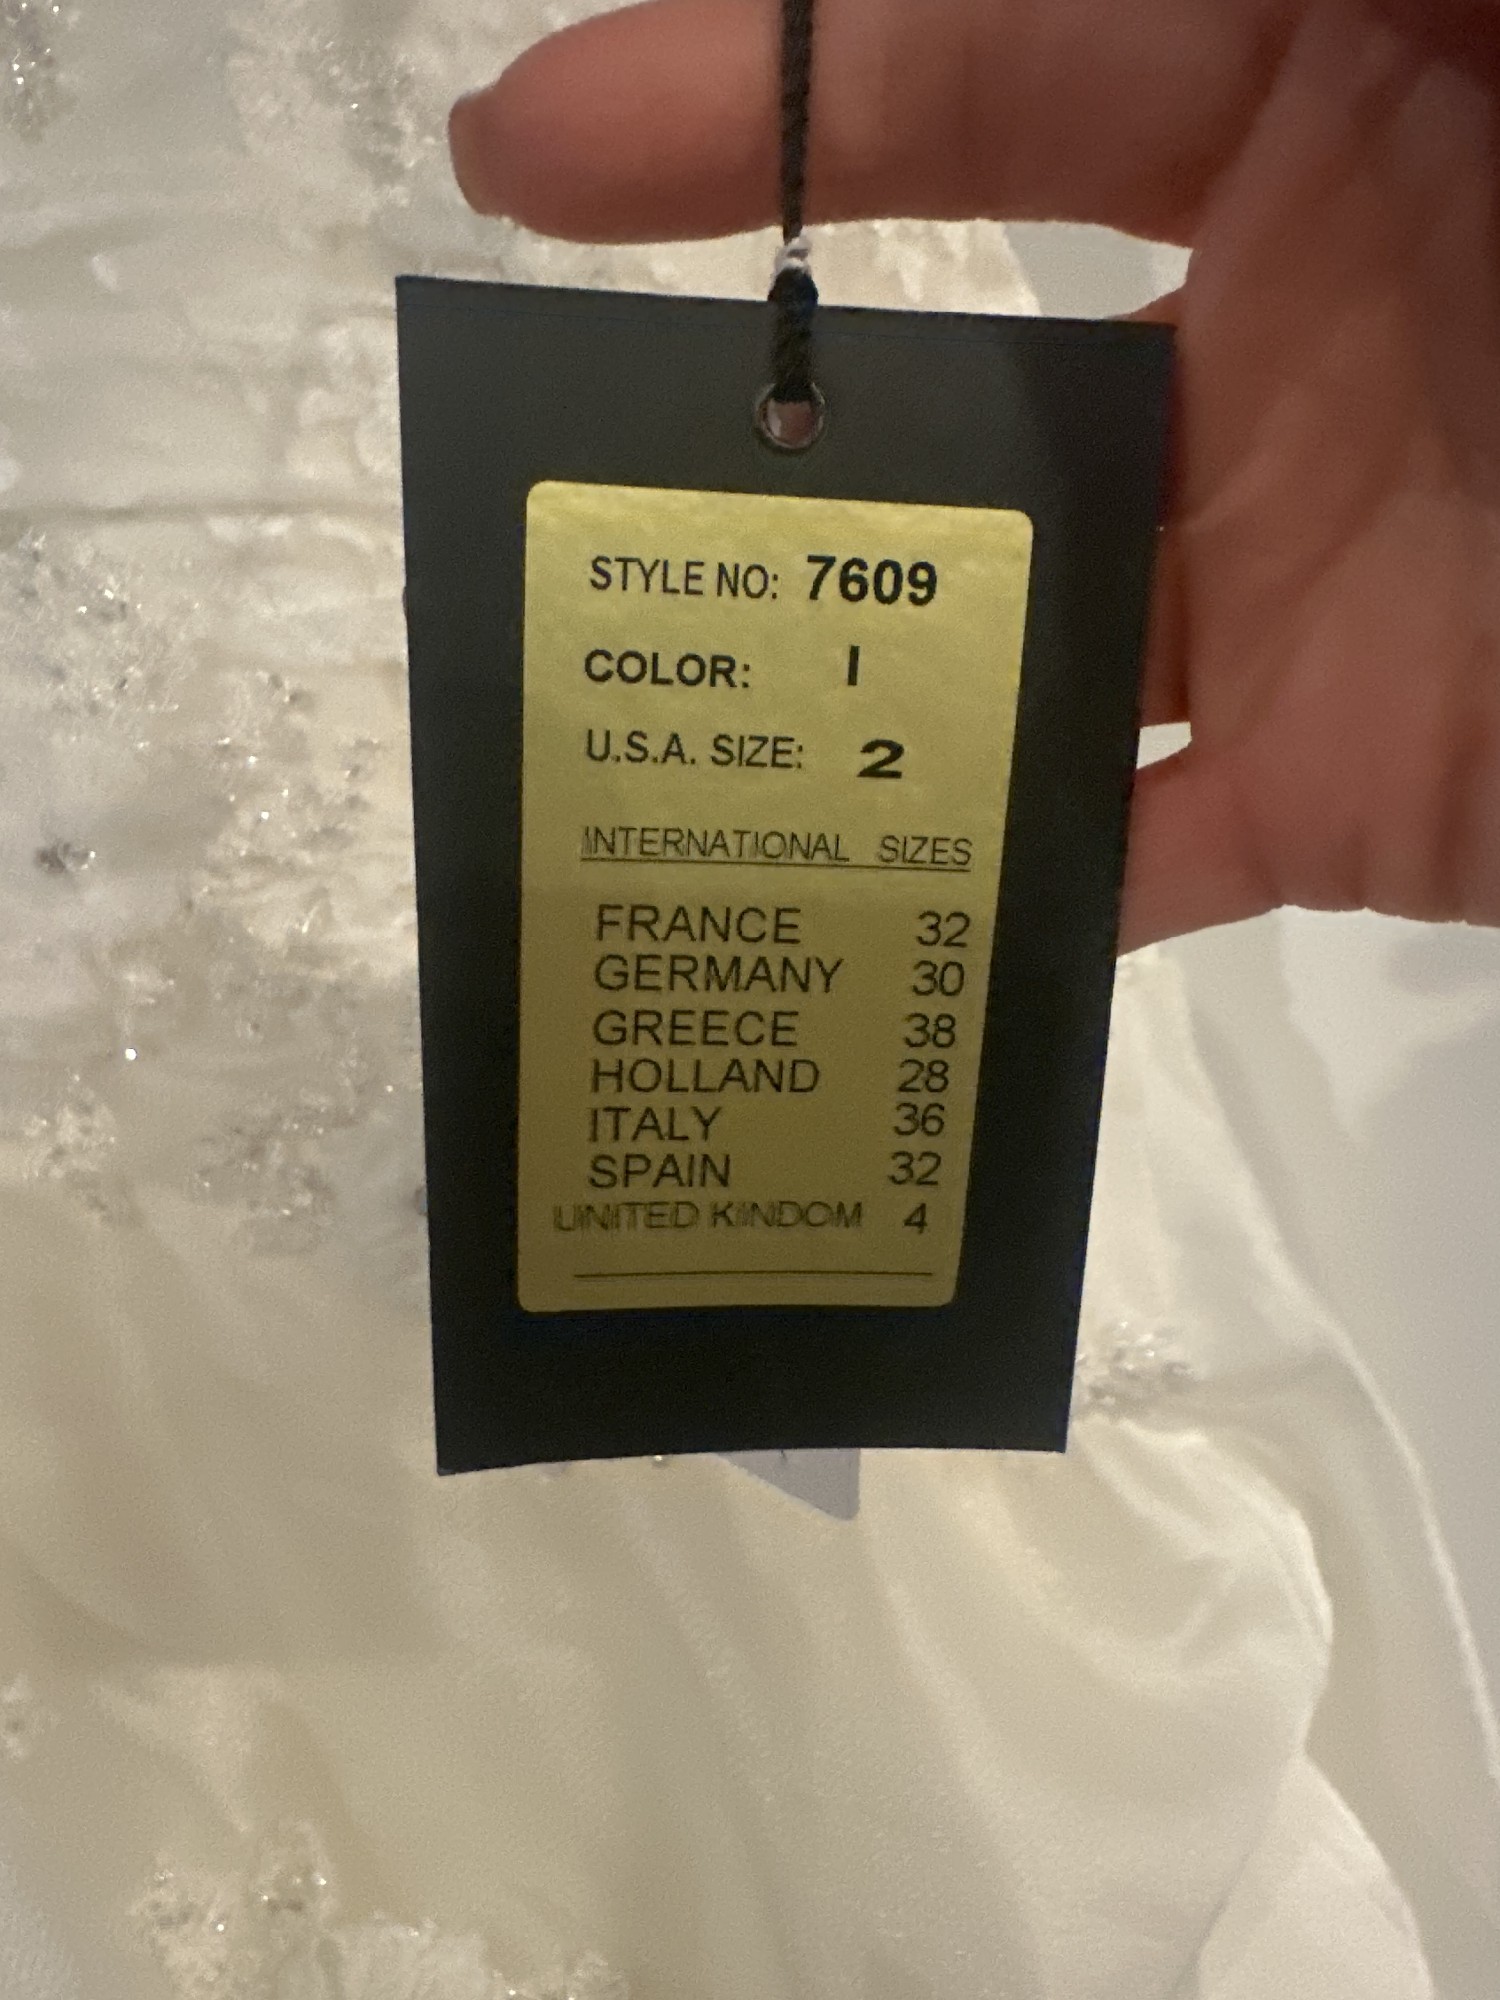 STYLE NO: 7609
COLOR: I
U.S.A. SIZE: 2
INTERNATIONAL SIZES
FRANCE 32
GERMANY 30
GREECE 38
HOLLAND 28
ITALY 36
SPAIN 32
UNITED KINDOM 4